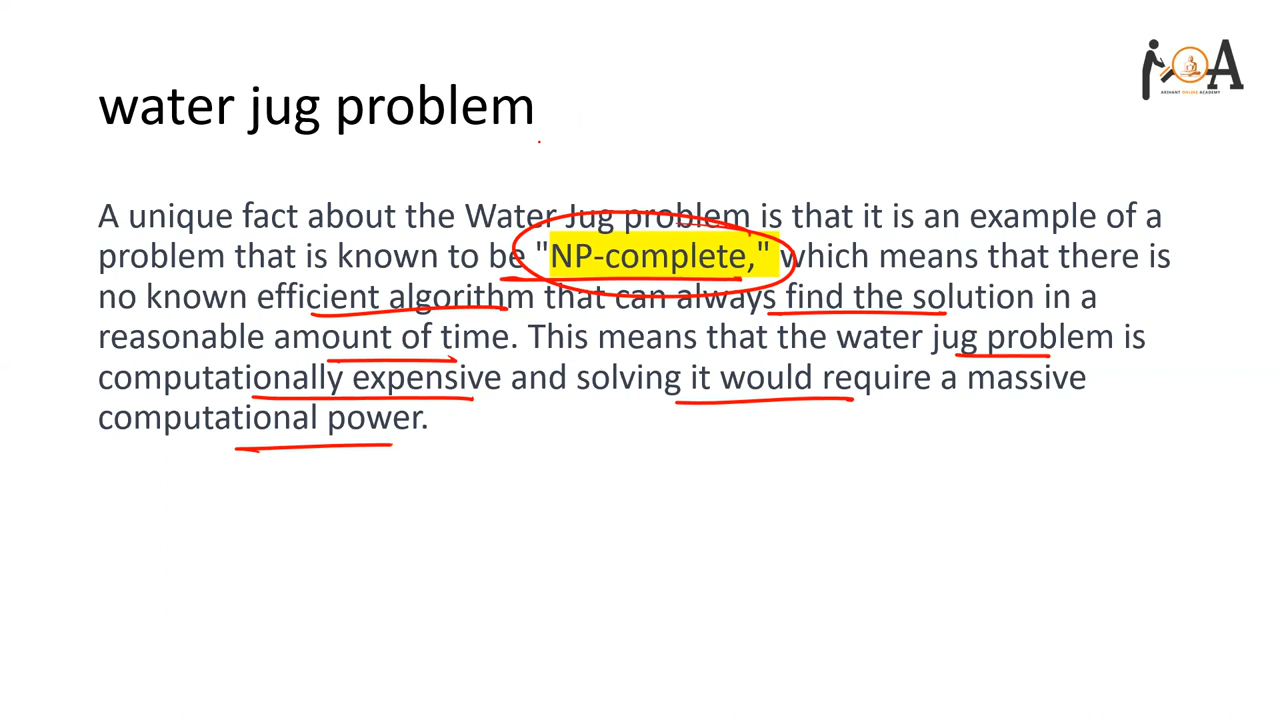 water jug problem
ARIHANT ONLINE ACADEMY
A unique fact about the Water Jug problem is that it is an example of a
problem that is known to be "NP-complete," which means that there is
no known efficient algorithm that can always find the solution in a
reasonable amount of time. This means that the water jug problem is
computationally expensive and solving it would require a massive
computational power.